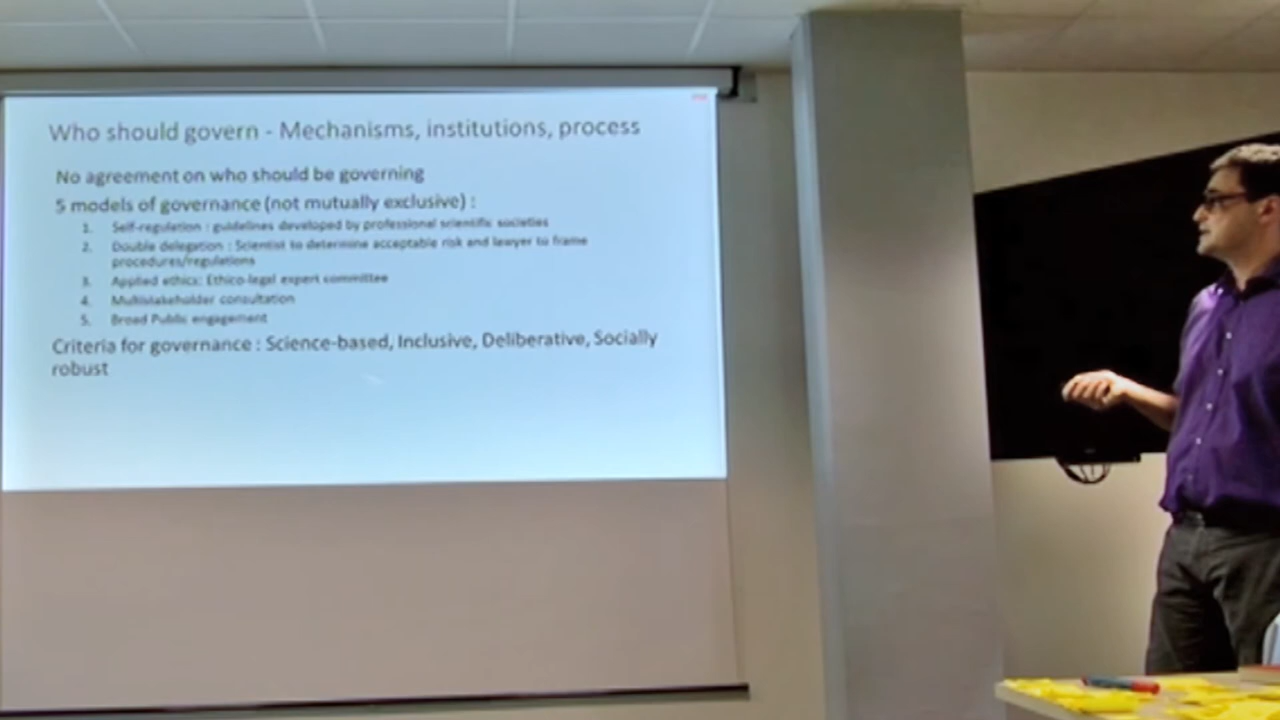 Who should govern - Mechanisms, institutions, process
No agreement on who should be governing
5 models of governance (not mutually exclusive) :
1. Self-regulation : guidelines developed by professional scientific societies
2. Double delegation : Scientist to determine acceptable risk and lawyer to frame
procedures/regulations
3. Applied ethics: Ethico-legal expert committee
4. Multistakeholder consultation
5. Broad Public engagement
Criteria for governance : Science-based, Inclusive, Deliberative, Socially
robust